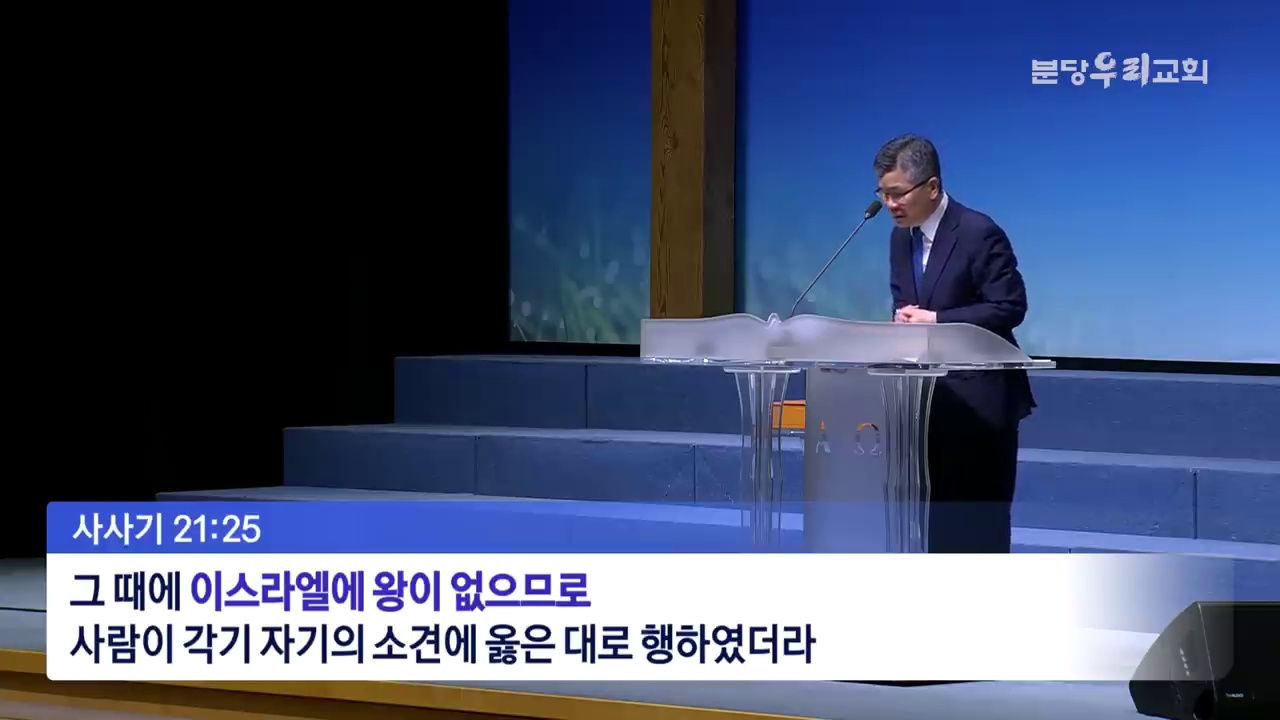 분당우리교회
Α Ω
사사기 21:25
그 때에 이스라엘에 왕이 없으므로
사람이 각기 자기의 소견에 옳은 대로 행하였더라